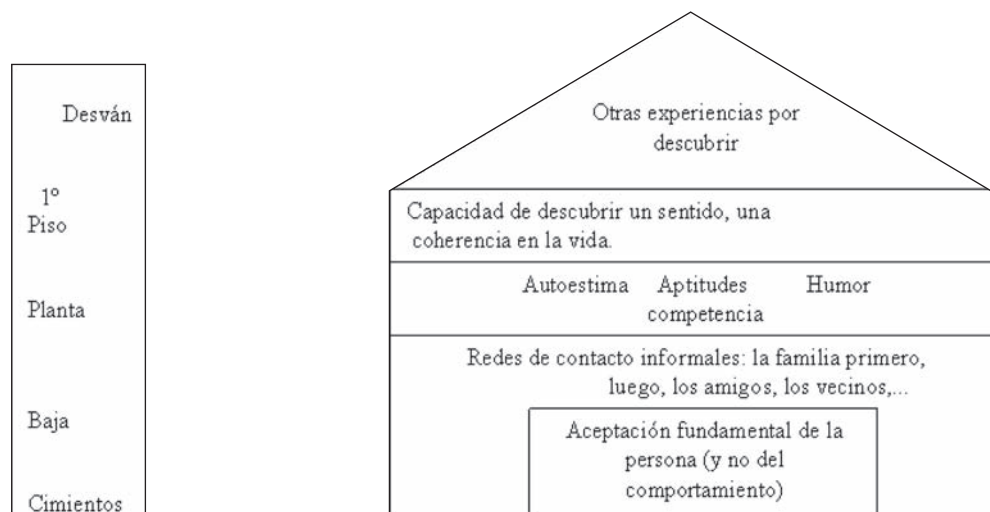 Desván
1º
Piso
Planta
Baja
Cimientos
Otras experiencias por
descubrir
Capacidad de descubrir un sentido, una
coherencia en la vida.
Autoestima Aptitudes Humor
competencia
Redes de contacto informales: la familia primero,
luego, los amigos, los vecinos,...
Aceptación fundamental de la
persona (y no del
comportamiento)